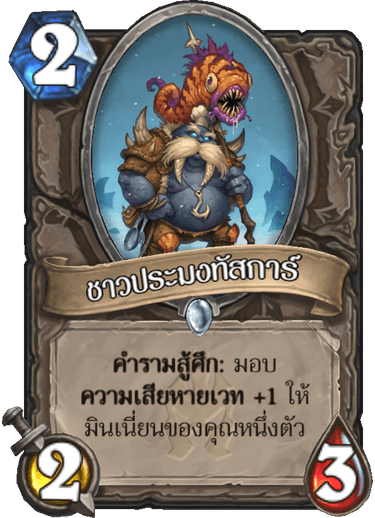 2
ชาวประมงทัสการ์
คำรามสู้ศึก: มอบ
ความเสียหายเวท +1 ให้
มินเนี่ยนของคุณหนึ่งตัว
2
3